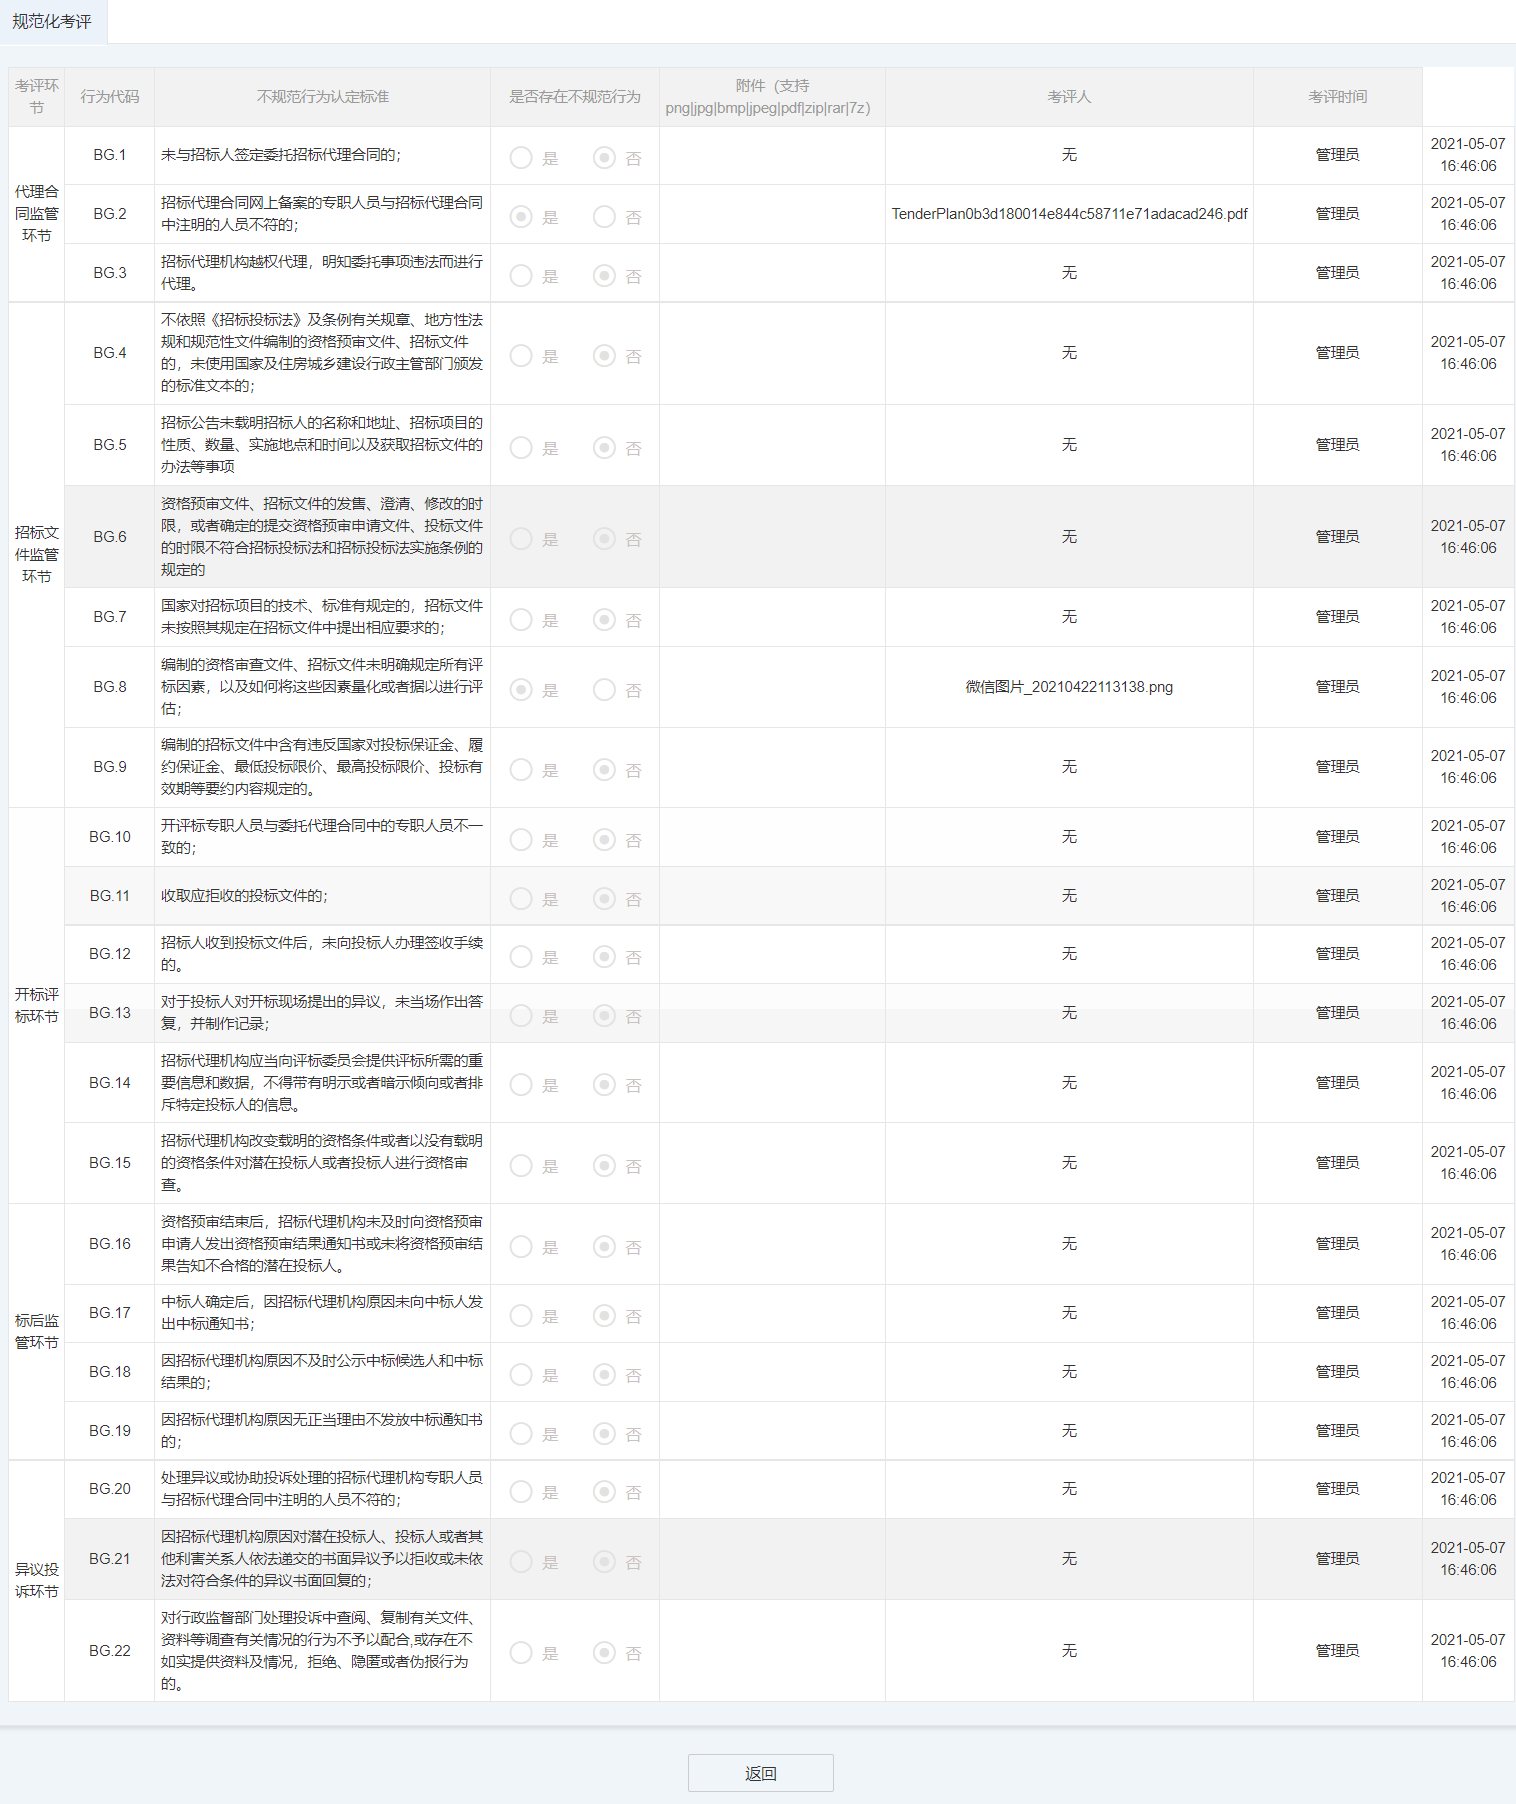 规范化考评
考评环
节
行为代码
不规范行为认定标准
是否存在不规范行为
附件（支持
png|jpg|bmp|jpeg|pdf|zip|rar|7z）
考评人
考评时间
代理合
同监管
环节
BG.1
未与招标人签定委托招标代理合同的；
是
否
无
管理员
2021-05-07
16:46:06
BG.2
招标代理合同网上备案的专职人员与招标代理合同
中注明的人员不符的；
是
否
TenderPlan0b3d180014e844c58711e71adacad246.pdf
管理员
2021-05-07
16:46:06
BG.3
招标代理机构越权代理，明知委托事项违法而进行
代理。
是
否
无
管理员
2021-05-07
16:46:06
招标文
件监管
环节
BG.4
不依照《招标投标法》及条例有关规章、地方性法
规和规范性文件编制的资格预审文件、招标文件
的，未使用国家及住房城乡建设行政主管部门颁发
的标准文本的；
是
否
无
管理员
2021-05-07
16:46:06
BG.5
招标公告未载明招标人的名称和地址、招标项目的
性质、数量、实施地点和时间以及获取招标文件的
办法等事项
是
否
无
管理员
2021-05-07
16:46:06
BG.6
资格预审文件、招标文件的发售、澄清、修改的时
限，或者确定的提交资格预审申请文件、投标文件
的时限不符合招标投标法和招标投标法实施条例的
规定的
是
否
无
管理员
2021-05-07
16:46:06
BG.7
国家对招标项目的技术、标准有规定的，招标文件
未按照其规定在招标文件中提出相应要求的；
是
否
无
管理员
2021-05-07
16:46:06
BG.8
编制的资格审查文件、招标文件未明确规定所有评
标因素，以及如何将这些因素量化或者据以进行评
估；
是
否
微信图片_20210422113138.png
管理员
2021-05-07
16:46:06
BG.9
编制的招标文件中含有违反国家对投标保证金、履
约保证金、最低投标限价、最高投标限价、投标有
效期等要约内容规定的。
是
否
无
管理员
2021-05-07
16:46:06
开标评
标环节
BG.10
开评标专职人员与委托代理合同中的专职人员不一
致的；
是
否
无
管理员
2021-05-07
16:46:06
BG.11
收取应拒收的投标文件的；
是
否
无
管理员
2021-05-07
16:46:06
BG.12
招标人收到投标文件后，未向投标人办理签收手续
的。
是
否
无
管理员
2021-05-07
16:46:06
BG.13
对于投标人对开标现场提出的异议，未当场作出答
复，并制作记录；
是
否
无
管理员
2021-05-07
16:46:06
BG.14
招标代理机构应当向评标委员会提供评标所需的重
要信息和数据，不得带有明示或者暗示倾向或者排
斥特定投标人的信息。
是
否
无
管理员
2021-05-07
16:46:06
BG.15
招标代理机构改变载明的资格条件或者以没有载明
的资格条件对潜在投标人或者投标人进行资格审
查。
是
否
无
管理员
2021-05-07
16:46:06
标后监
管环节
BG.16
资格预审结束后，招标代理机构未及时向资格预审
申请人发出资格预审结果通知书或未将资格预审结
果告知不合格的潜在投标人。
是
否
无
管理员
2021-05-07
16:46:06
BG.17
中标人确定后，因招标代理机构原因未向中标人发
出中标通知书；
是
否
无
管理员
2021-05-07
16:46:06
BG.18
因招标代理机构原因不及时公示中标候选人和中标
结果的；
是
否
无
管理员
2021-05-07
16:46:06
BG.19
因招标代理机构原因无正当理由不发放中标通知书
的；
是
否
无
管理员
2021-05-07
16:46:06
异议投
诉环节
BG.20
处理异议或协助投诉处理的招标代理机构专职人员
与招标代理合同中注明的人员不符的；
是
否
无
管理员
2021-05-07
16:46:06
BG.21
因招标代理机构原因对潜在投标人、投标人或者其
他利害关系人依法递交的书面异议予以拒收或未依
法对符合条件的异议书面回复的；
是
否
无
管理员
2021-05-07
16:46:06
BG.22
对行政监督部门处理投诉中查阅、复制有关文件、
资料等调查有关情况的行为不予以配合,或存在不
如实提供资料及情况，拒绝、隐匿或者伪报行为
的。
是
否
无
管理员
2021-05-07
16:46:06
返回